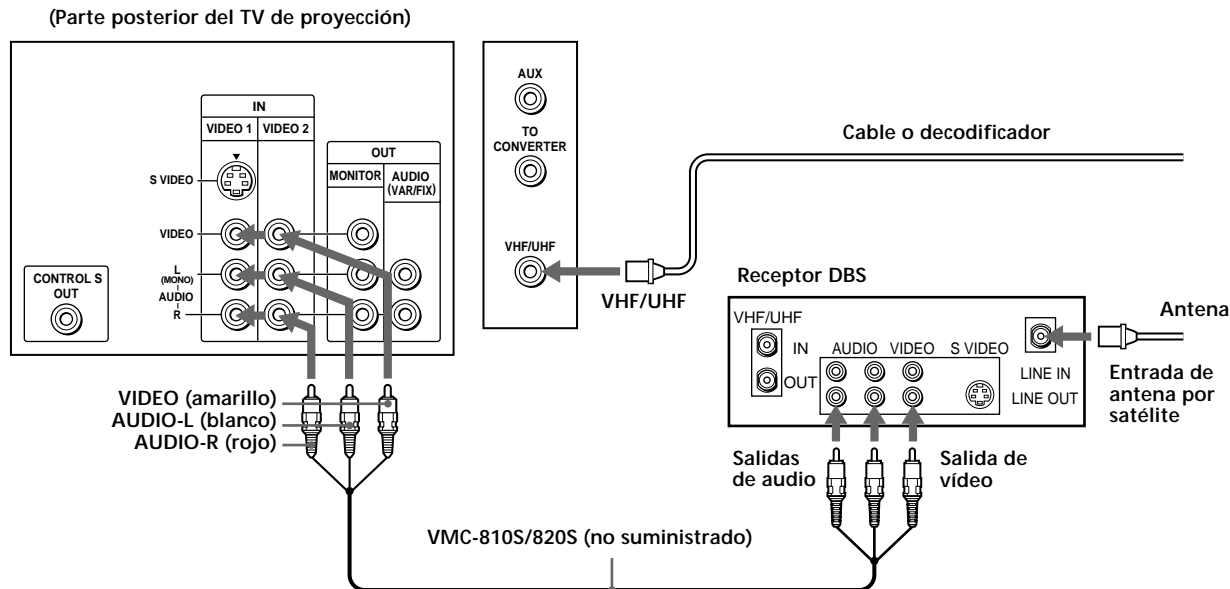 (Parte posterior del TV de proyección)
IN
VIDEO 1 VIDEO 2
S VIDEO
VIDEO
L
(MONO)
AUDIO
R
OUT
MONITOR AUDIO
(VAR/FIX)
CONTROL S
OUT
AUX
TO
CONVERTER
VHF/UHF
Cable o decodificador
VHF/UHF
Receptor DBS
VHF/UHF
IN
OUT
AUDIO VIDEO S VIDEO
LINE IN
LINE OUT
Antena
Entrada de
antena por
satélite
VIDEO (amarillo)
AUDIO-L (blanco)
AUDIO-R (rojo)
Salidas
de audio
Salida de
vídeo
VMC-810S/820S (no suministrado)